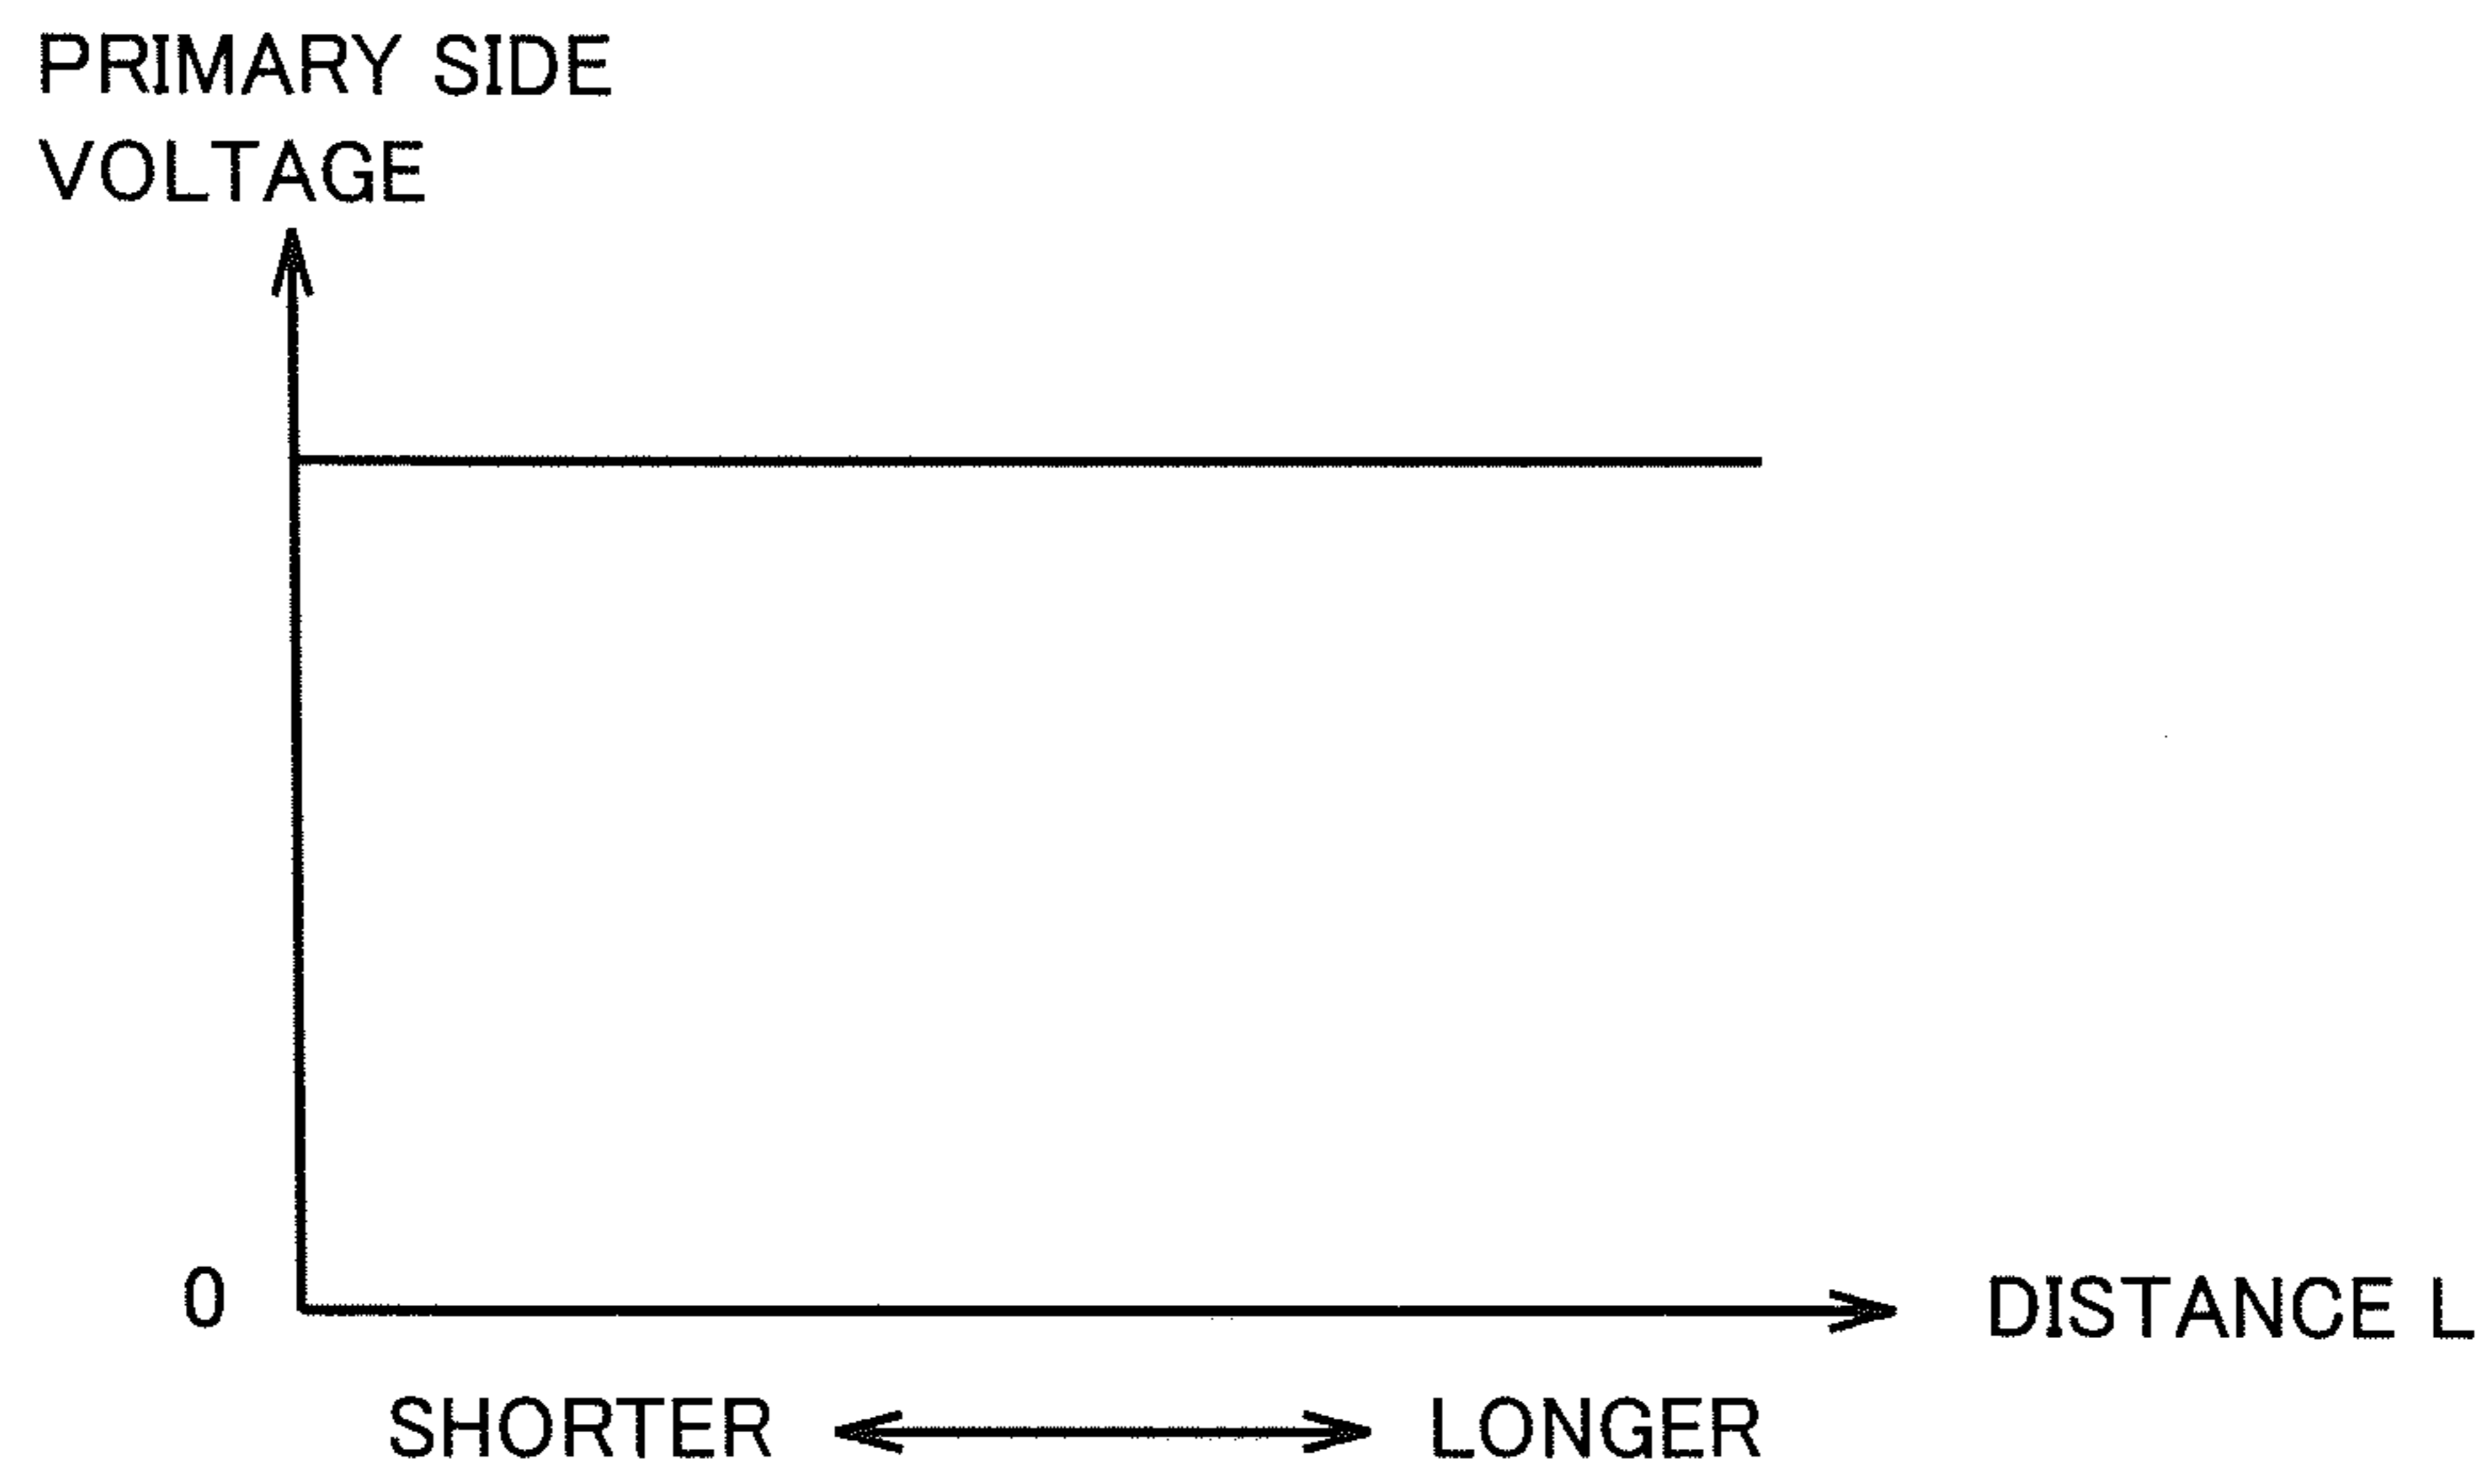 PRIMARY SIDE
VOLTAGE
0
DISTANCE L
SHORTER
LONGER